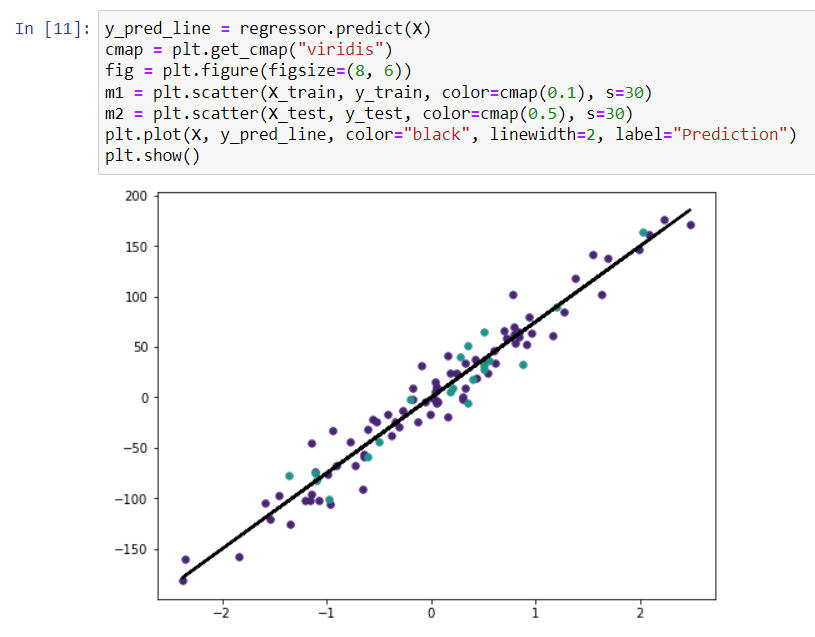 In [11]: y_pred_line = regressor.predict(X)
cmap = plt.get_cmap("viridis")
fig = plt.figure(figsize=(8, 6))
m1 = plt.scatter(X_train, y_train, color=cmap(0.1), s=30)
m2 = plt.scatter(X_test, y_test, color=cmap(0.5), s=30)
plt.plot(X, y_pred_line, color="black", linewidth=2, label="Prediction")
plt.show()
200
150
100
50
0
−50
−100
−150
−2 −1 0 1 2